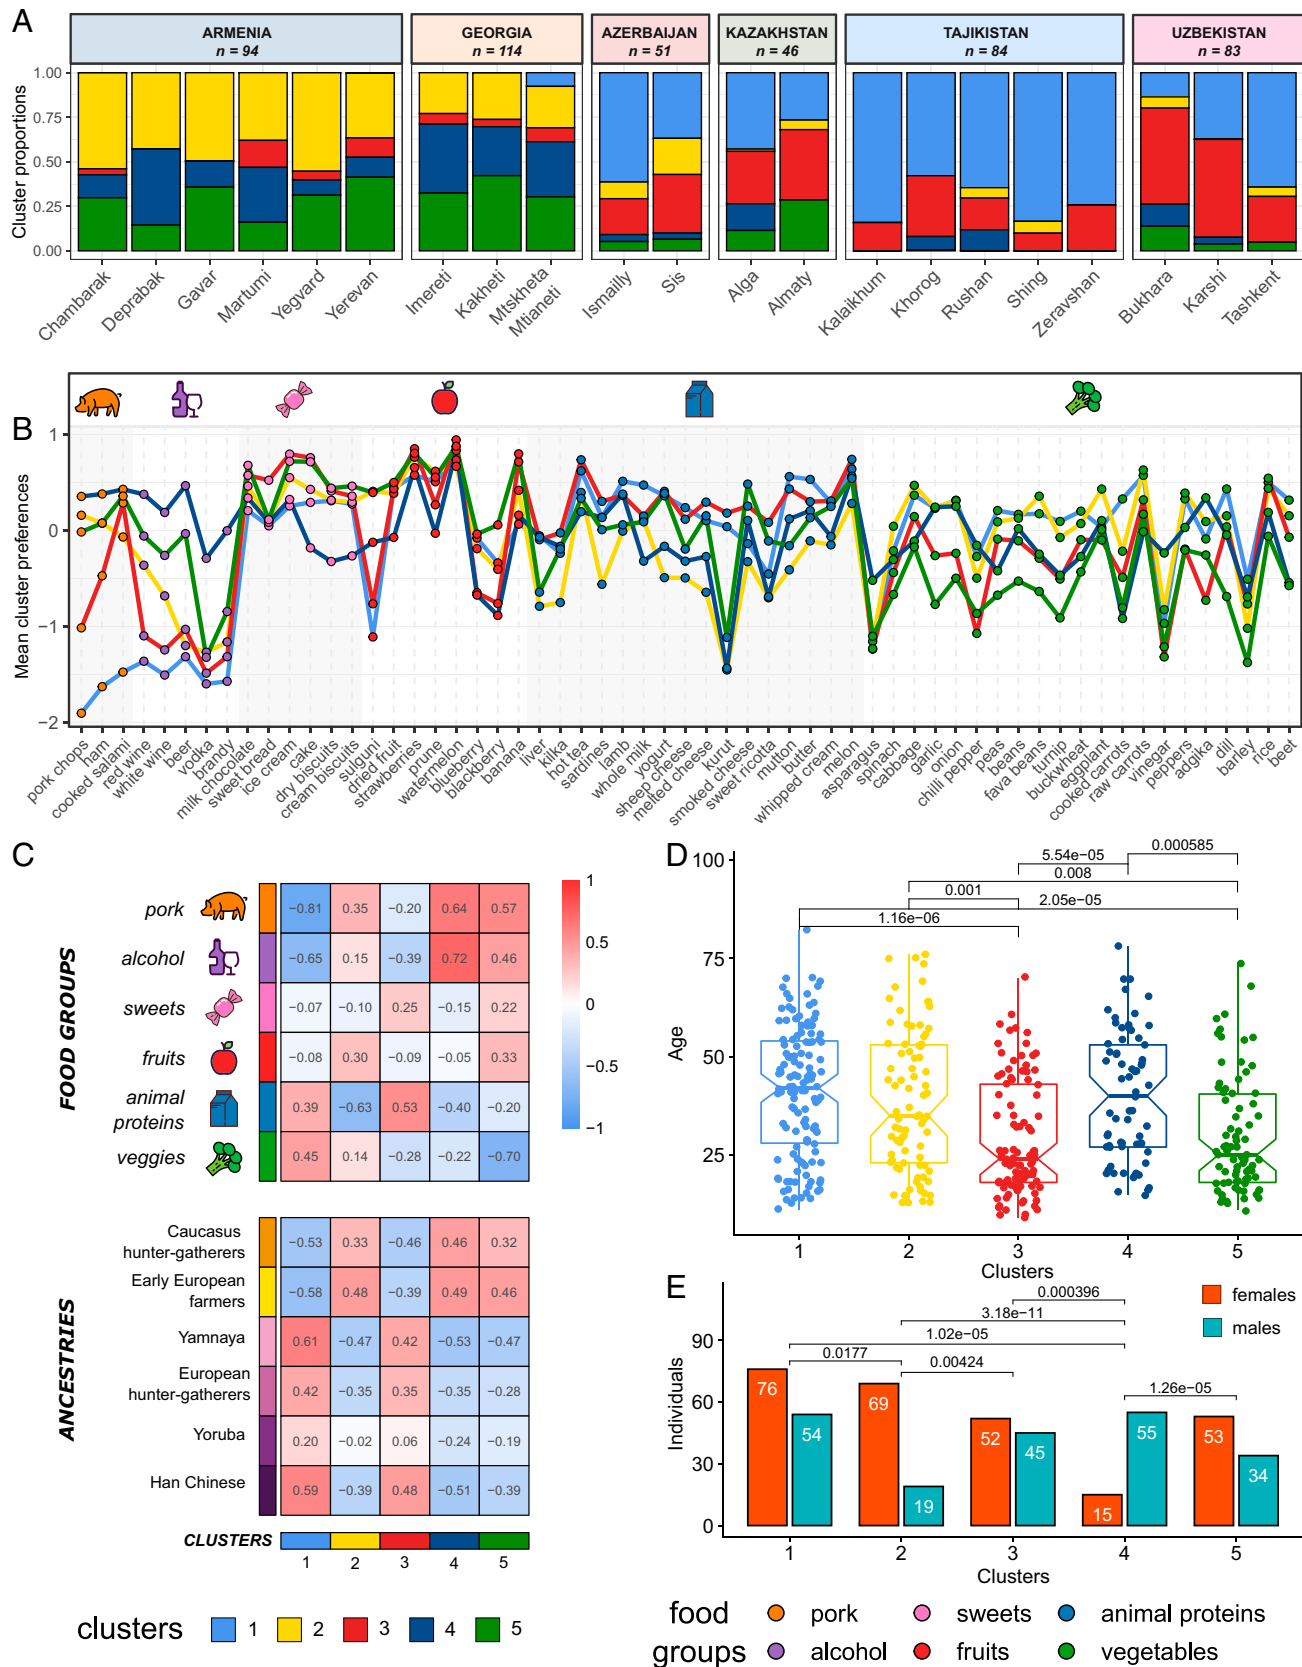 A
ARMENIA
n = 94
GEORGIA
n = 114
AZERBAIJAN
n = 51
KAZAKHSTAN
n = 46
TAJIKISTAN
n = 84
UZBEKISTAN
n = 83
Cluster proportions
1.00
0.75
0.50
0.25
0.00
Chambarak
Deprabak
Gavar
Martumi
Yegvard
Yerevan
Imereti
Kakheti
Mtskheta
Mtianeti
Ismailly
Sis
Alga
Almaty
Kalaikhum
Khorog
Rushan
Shing
Zeravshan
Bukhara
Karshi
Tashkent
B
Mean cluster preferences
1
0
−1
−2
pork chops
ham
cooked salami
red wine
white wine
beer
vodka
brandy
milk chocolate
sweet bread
ice cream
cake
dry biscuits
cream biscuits
sulguni
dried fruit
strawberries
prune
watermelon
blueberry
blackberry
banana
liver
kilka
hot tea
sardines
lamb
whole milk
yogurt
sheep cheese
melted cheese
kurut
smoked cheese
sweet ricotta
mutton
butter
whipped cream
melon
asparagus
spinach
cabbage
garlic
onion
chili pepper
peas
beans
fava beans
turnip
buckwheat
eggplant
cooked carrots
raw carrots
vinegar
peppers
adgika
dill
barley
rice
beet
C
FOOD GROUPS
pork
−0.81 0.35 −0.20 0.64 0.57
alcohol
−0.65 0.15 −0.39 0.72 0.46
sweets
−0.07 −0.10 0.25 −0.15 0.22
fruits
−0.08 0.30 −0.09 −0.05 0.33
animal
proteins
0.39 −0.63 0.53 −0.40 −0.20
veggies
0.45 0.14 −0.28 −0.22 −0.70
1
0.5
0
−0.5
−1
ANCESTRIES
Caucasus
hunter-gatherers
−0.53 0.33 −0.46 0.46 0.32
Early European
farmers
−0.58 0.48 −0.39 0.49 0.46
Yamnaya
0.61 −0.47 0.42 −0.53 −0.47
European
hunter-gatherers
0.42 −0.35 0.35 −0.35 −0.28
Yoruba
0.20 −0.02 0.06 −0.24 −0.19
Han Chinese
0.59 −0.39 0.48 −0.51 −0.39
CLUSTERS
1 2 3 4 5
D
Age
100
75
50
25
0.000585
5.54e−05
0.008
0.001
2.05e−05
1.16e−06
1 2 3 4 5
Clusters
E
females
males
Individuals
90
60
30
0
0.000396
3.18e−11
1.02e−05
0.0177
0.00424
1.26e−05
76
54
69
19
52
45
15
55
53
34
1 2 3 4 5
Clusters
clusters 1 2 3 4 5
food
groups
pork
alcohol
sweets
fruits
animal proteins
vegetables